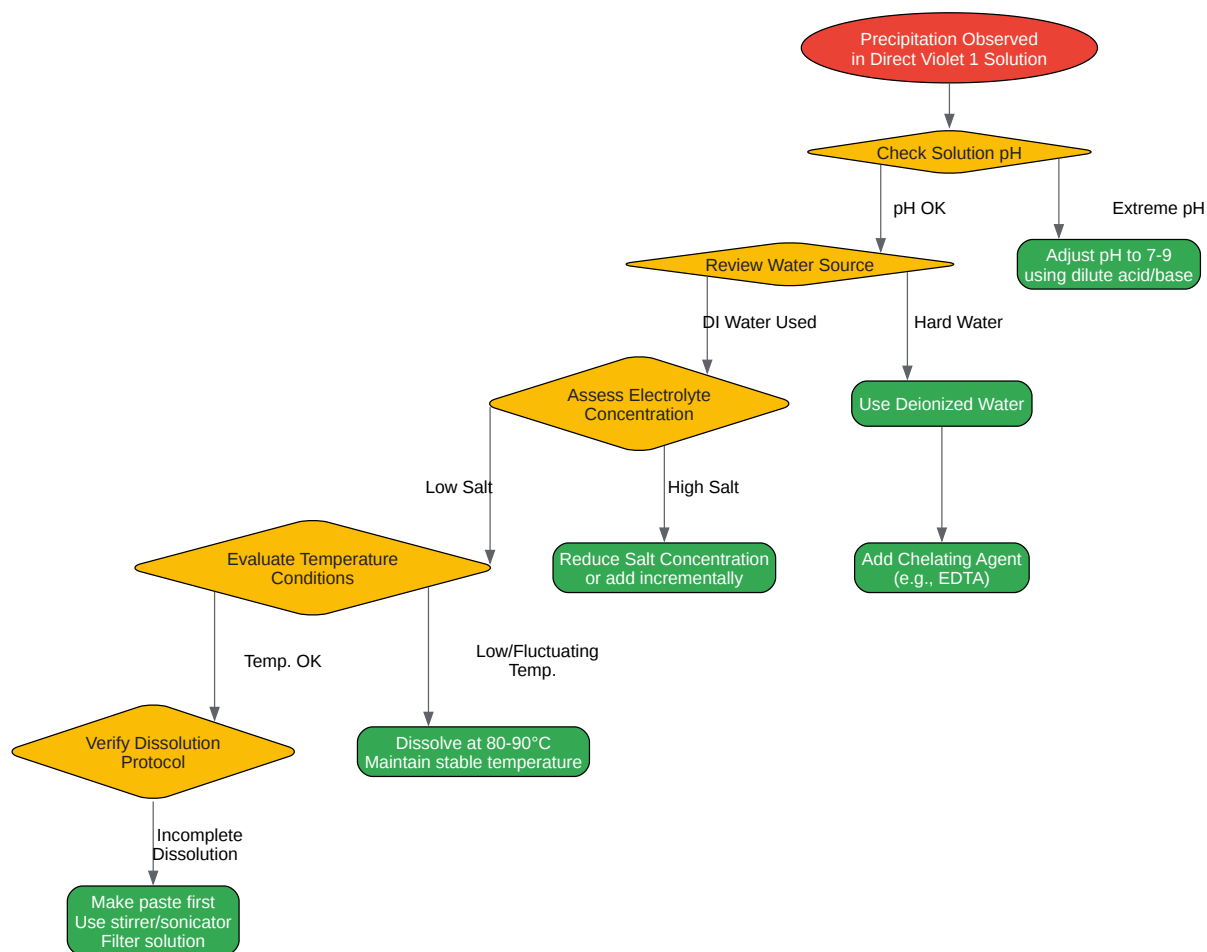 Precipitation Observed
in Direct Violet 1 Solution
Check Solution pH
pH OK
Extreme pH
Review Water Source
Adjust pH to 7-9
using dilute acid/base
DI Water Used
Hard Water
Assess Electrolyte
Concentration
Use Deionized Water
Low Salt
High Salt
Evaluate Temperature
Conditions
Reduce Salt Concentration
or add incrementally
Add Chelating Agent
(e.g., EDTA)
Temp. OK
Low/Fluctuating
Temp.
Verify Dissolution
Protocol
Dissolve at 80-90°C
Maintain stable temperature
Incomplete
Dissolution
Make paste first
Use stirrer/sonicator
Filter solution